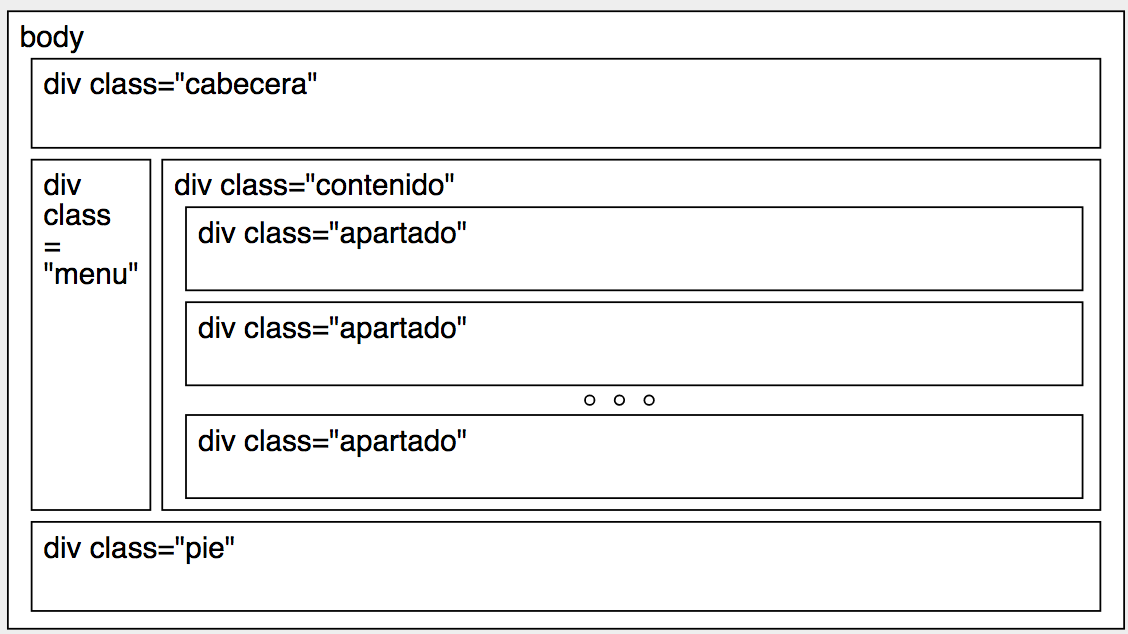 body
div class="cabecera"
div
class
=
"menu"
div class="contenido"
div class="apartado"
div class="apartado"
div class="apartado"
div class="pie"